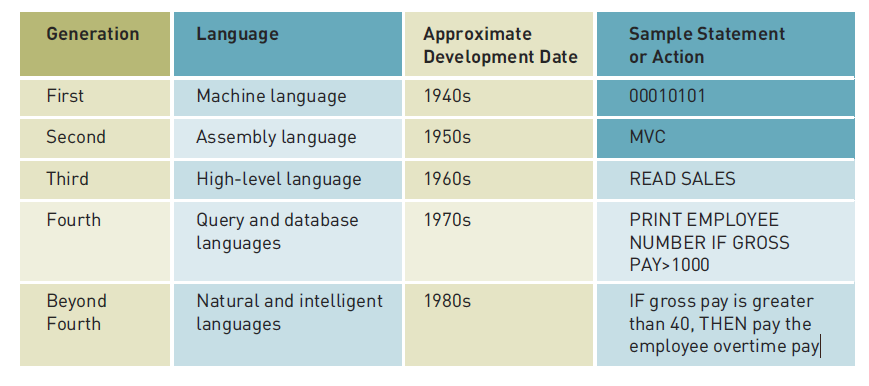 Generation Language Approximate Development Date Sample Statement or Action
First Machine language 1940s 00010101
Second Assembly language 1950s MVC
Third High-level language 1960s READ SALES
Fourth Query and database languages 1970s PRINT EMPLOYEE NUMBER IF GROSS PAY>1000
Beyond Fourth Natural and intelligent languages 1980s IF gross pay is greater than 40, THEN pay the employee overtime pay